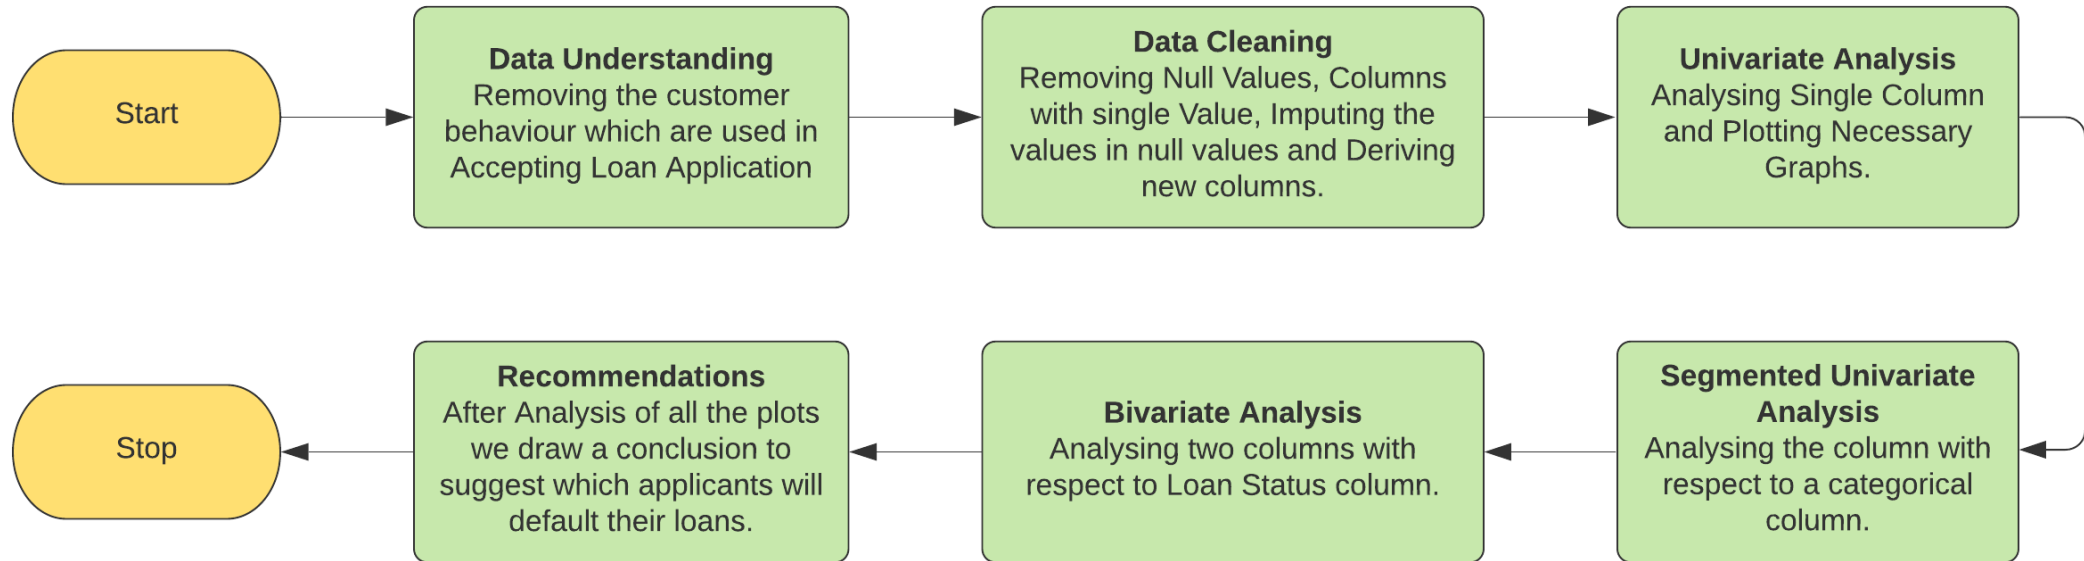 Start
Data Understanding
Removing the customer
behaviour which are used in
Accepting Loan Application
Data Cleaning
Removing Null Values, Columns
with single Value, Imputing the
values in null values and Deriving
new columns.
Univariate Analysis
Analysing Single Column
and Plotting Necessary
Graphs.
Segmented Univariate
Analysis
Analysing the column with
respect to a categorical
column.
Bivariate Analysis
Analysing two columns with
respect to Loan Status column.
Recommendations
After Analysis of all the plots
we draw a conclusion to
suggest which applicants will
default their loans.
Stop